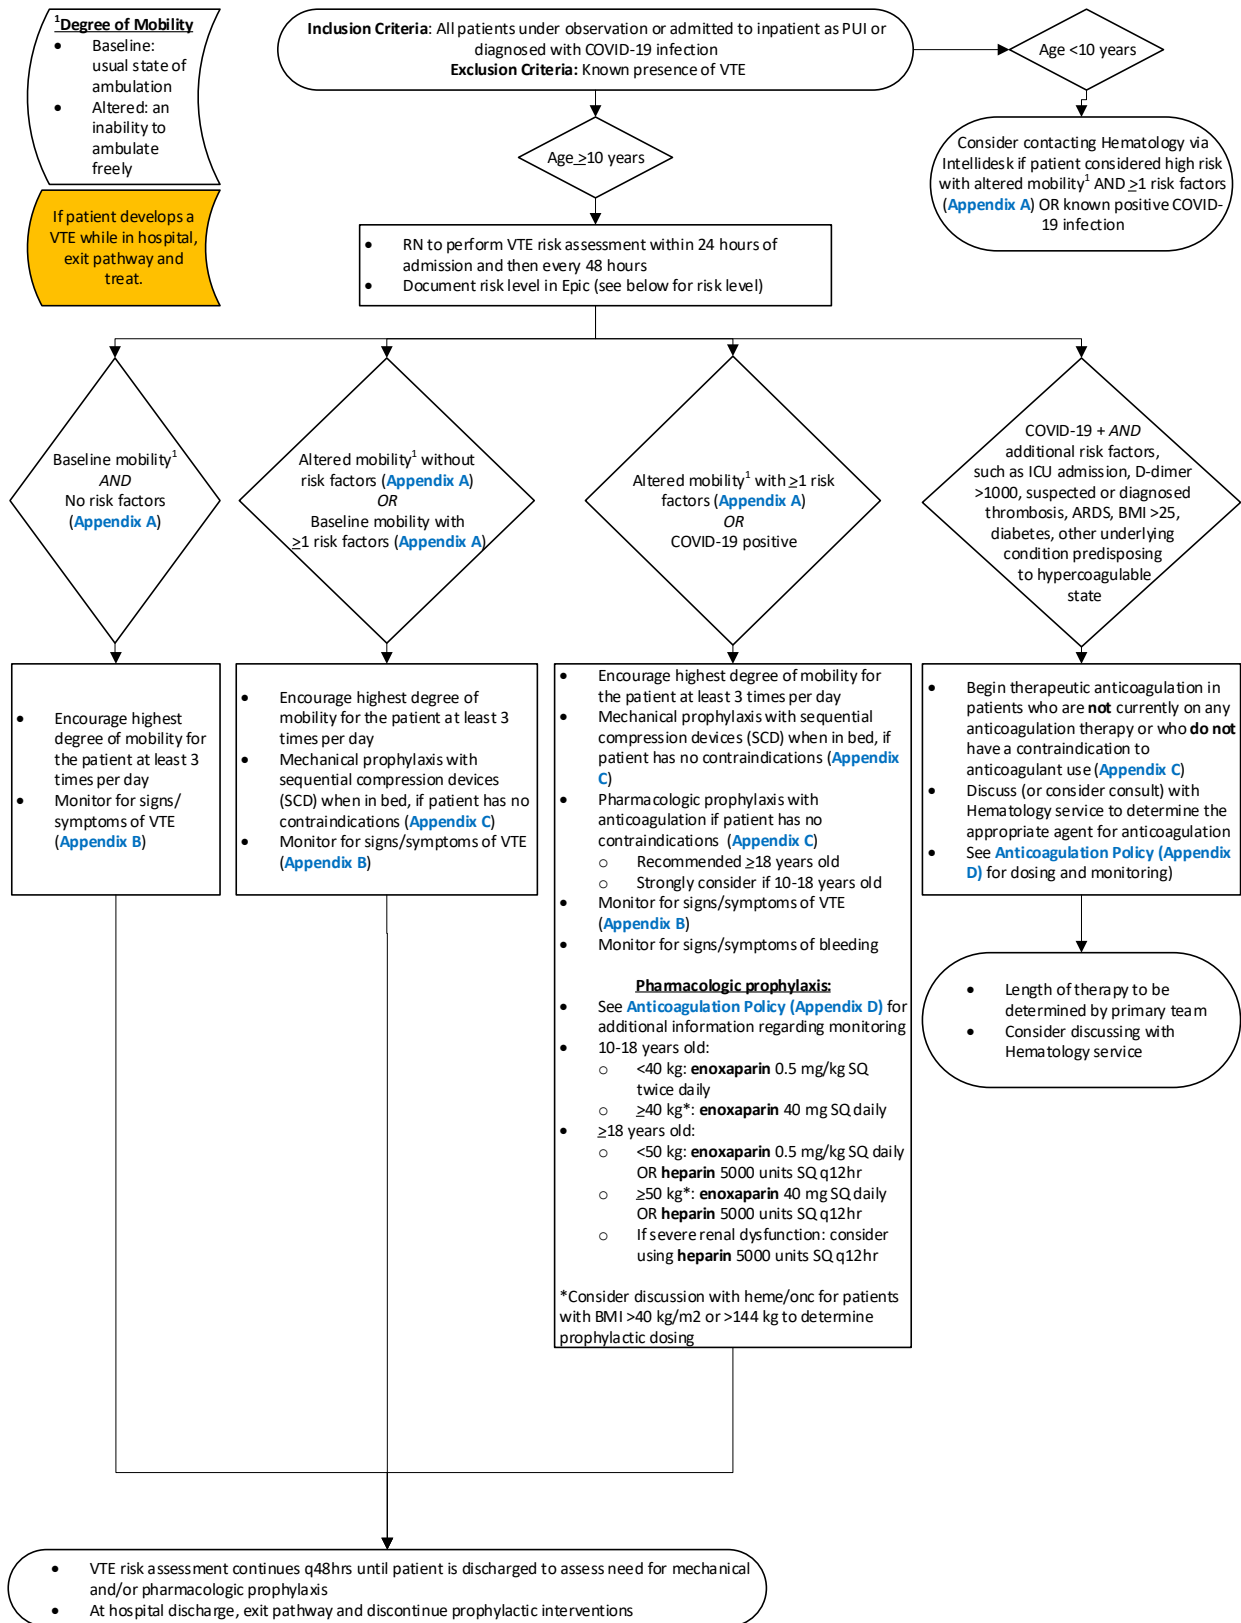 ¹Degree of Mobility
• Baseline:
usual state of
ambulation
• Altered: an
inability to
ambulate
freely
If patient develops a
VTE while in hospital,
exit pathway and
treat.
Inclusion Criteria: All patients under observation or admitted to inpatient as PUI or
diagnosed with COVID-19 infection
Exclusion Criteria: Known presence of VTE
Age <10 years
Consider contacting Hematology via
Intellidesk if patient considered high risk
with altered mobility¹ AND ≥1 risk factors
(Appendix A) OR known positive COVID-
19 infection
Age ≥10 years
• RN to perform VTE risk assessment within 24 hours of
admission and then every 48 hours
• Document risk level in Epic (see below for risk level)
Baseline mobility¹
AND
No risk factors
(Appendix A)
Altered mobility¹ without
risk factors (Appendix A)
OR
Baseline mobility with
≥1 risk factors (Appendix A)
Altered mobility¹ with ≥1 risk
factors (Appendix A)
OR
COVID-19 positive
COVID-19 + AND
additional risk factors,
such as ICU admission, D-dimer
>1000, suspected or diagnosed
thrombosis, ARDS, BMI >25,
diabetes, other underlying
condition predisposing
to hypercoagulable
state
• Encourage highest
degree of mobility for
the patient at least 3
times per day
• Monitor for signs/
symptoms of VTE
(Appendix B)
• Encourage highest degree of
mobility for the patient at least 3
times per day
• Mechanical prophylaxis with
sequential compression devices
(SCD) when in bed, if patient has no
contraindications (Appendix C)
• Monitor for signs/symptoms of VTE
(Appendix B)
• Encourage highest degree of mobility for
the patient at least 3 times per day
• Mechanical prophylaxis with sequential
compression devices (SCD) when in bed, if
patient has no contraindications (Appendix
C)
• Pharmacologic prophylaxis with
anticoagulation if patient has no
contraindications (Appendix C)
o Recommended ≥18 years old
o Strongly consider if 10-18 years old
• Monitor for signs/symptoms of VTE
(Appendix B)
• Monitor for signs/symptoms of bleeding
Pharmacologic prophylaxis:
• See Anticoagulation Policy (Appendix D) for
additional information regarding monitoring
• 10-18 years old:
o <40 kg: enoxaparin 0.5 mg/kg SQ
twice daily
o ≥40 kg*: enoxaparin 40 mg SQ daily
• ≥18 years old:
o <50 kg: enoxaparin 0.5 mg/kg SQ daily
OR heparin 5000 units SQ q12hr
o ≥50 kg*: enoxaparin 40 mg SQ daily
OR heparin 5000 units SQ q12hr
o If severe renal dysfunction: consider
using heparin 5000 units SQ q12hr
*Consider discussion with heme/onc for patients
with BMI >40 kg/m2 or >144 kg to determine
prophylactic dosing
• Begin therapeutic anticoagulation in
patients who are not currently on any
anticoagulation therapy or who do not
have a contraindication to
anticoagulant use (Appendix C)
• Discuss (or consider consult) with
Hematology service to determine the
appropriate agent for anticoagulation
• See Anticoagulation Policy (Appendix
D) for dosing and monitoring)
• Length of therapy to be
determined by primary team
• Consider discussing with
Hematology service
• VTE risk assessment continues q48hrs until patient is discharged to assess need for mechanical
and/or pharmacologic prophylaxis
• At hospital discharge, exit pathway and discontinue prophylactic interventions